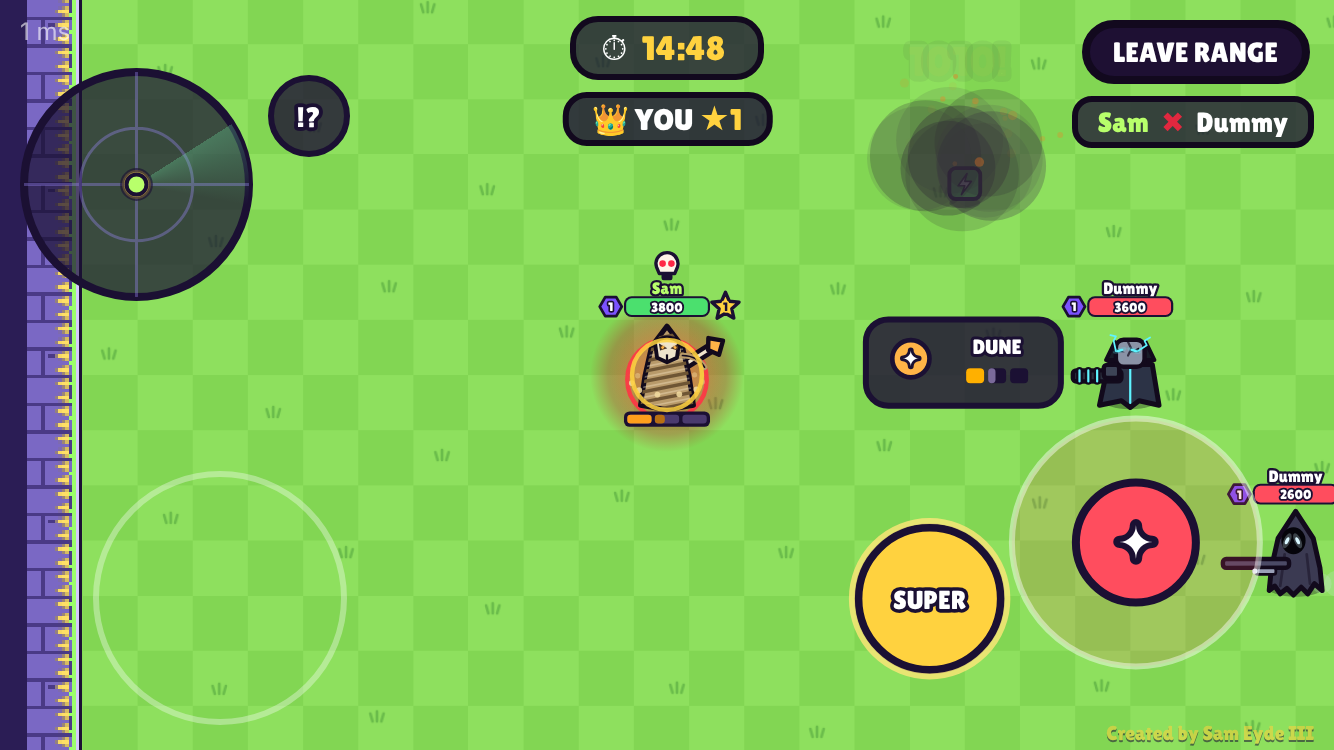 1 ms
!?
14:48
YOU ★1
LEAVE RANGE
Sam ✖ Dummy
Sam
1 3800 1
Dummy
1 3600
DUNE
Dummy
1 2600
SUPER
Created by Sam Eyde III